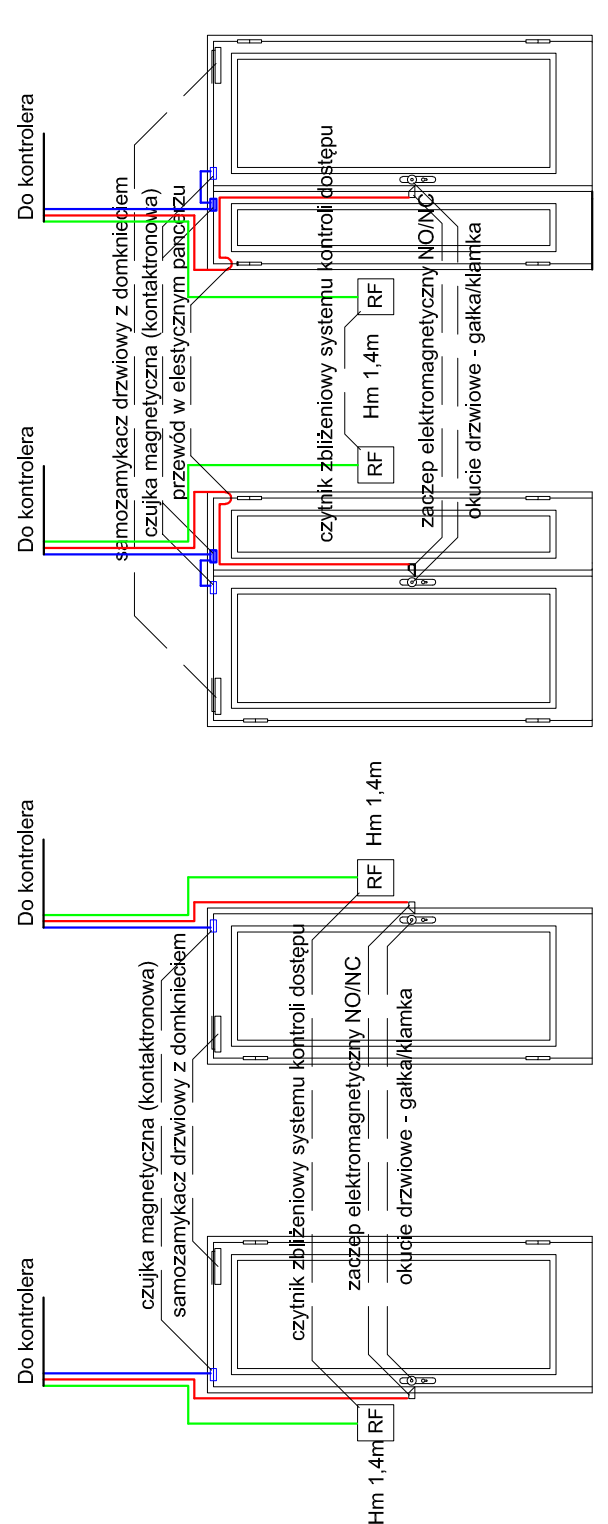 Do kontrolera
Do kontrolera
samozamykacz drzwiowy z domknieciem
czujka magnetyczna (kontaktronowa)
przewód w elestycznym pancerzu
czytnik zbliżeniowy systemu kontroli dostępu
RF
Hm 1,4m
RF
zaczep elektromagnetyczny NO/NC
okucie drzwiowe - gałka/klamka
Do kontrolera
Do kontrolera
czujka magnetyczna (kontaktronowa)
samozamykacz drzwiowy z domknieciem
czytnik zbliżeniowy systemu kontroli dostępu
zaczep elektromagnetyczny NO/NC
okucie drzwiowe - gałka/klamka
RF
Hm 1,4m
RF
Hm 1,4m